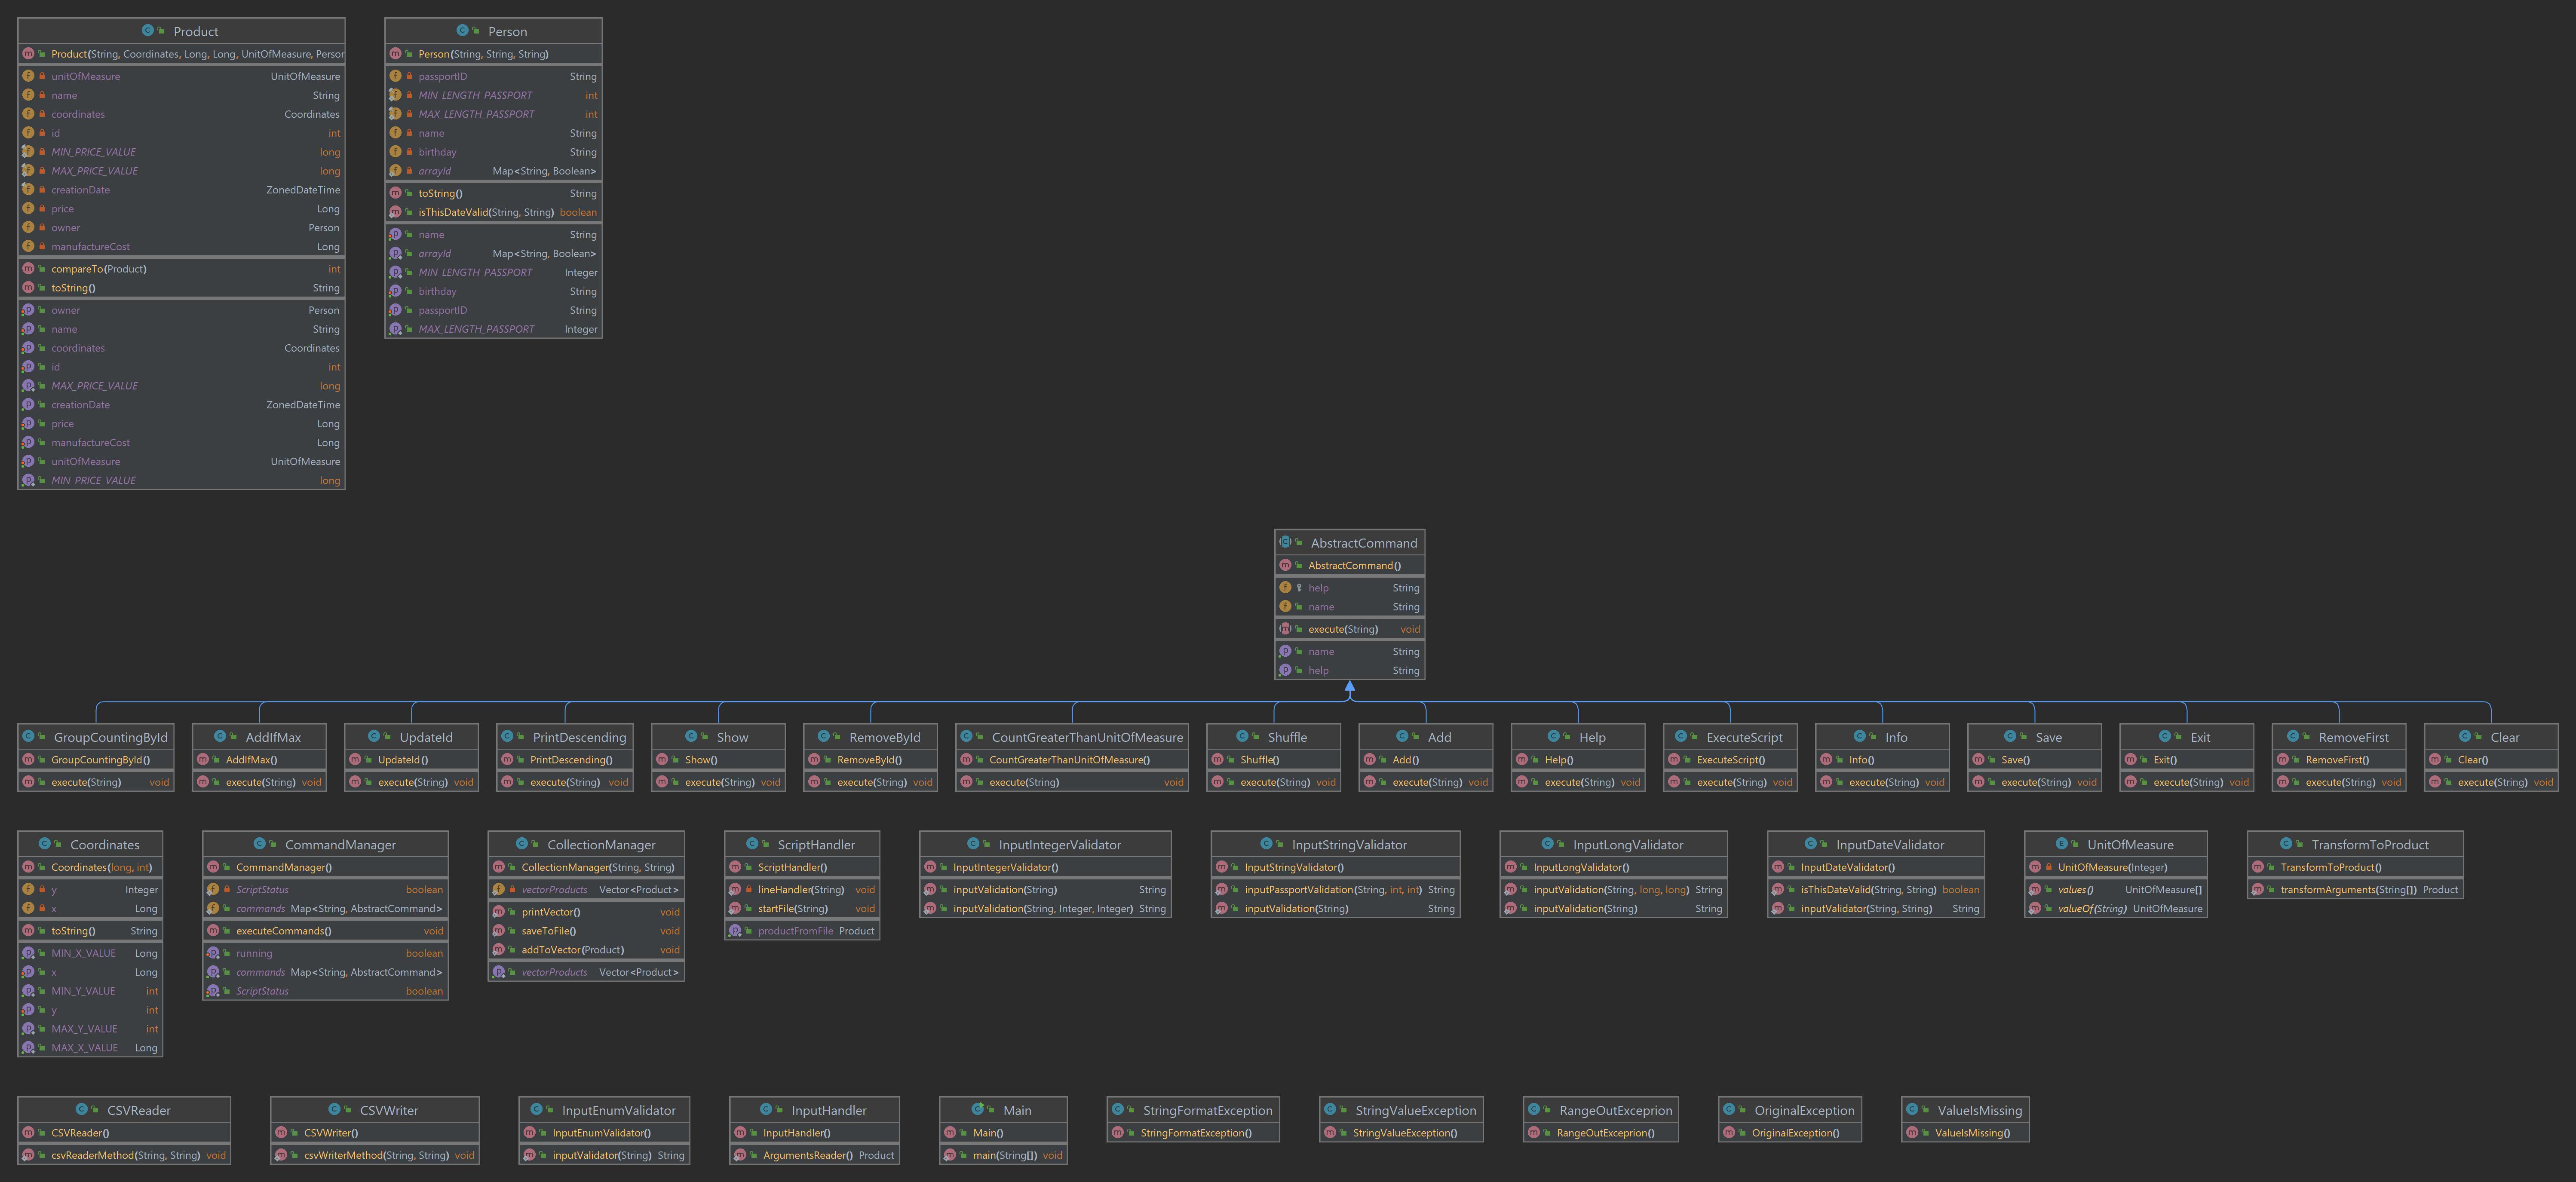 Product
Product(String, Coordinates, Long, Long, UnitOfMeasure, Person
unitOfMeasure UnitOfMeasure
name String
coordinates Coordinates
id int
MIN_PRICE_VALUE long
MAX_PRICE_VALUE long
creationDate ZonedDateTime
price Long
owner Person
manufactureCost Long
compareTo(Product) int
toString() String
owner Person
name String
coordinates Coordinates
id int
MAX_PRICE_VALUE long
creationDate ZonedDateTime
price Long
manufactureCost Long
unitOfMeasure UnitOfMeasure
MIN_PRICE_VALUE long
Person
Person(String, String, String)
passportID String
MIN_LENGTH_PASSPORT int
MAX_LENGTH_PASSPORT int
name String
birthday String
arrayId Map<String, Boolean>
toString() String
isThisDateValid(String, String) boolean
name String
arrayId Map<String, Boolean>
MIN_LENGTH_PASSPORT Integer
birthday String
passportID String
MAX_LENGTH_PASSPORT Integer
AbstractCommand
AbstractCommand()
help String
name String
execute(String) void
name String
help String
GroupCountingById
GroupCountingById()
execute(String) void
AddIfMax
AddIfMax()
execute(String) void
UpdateId
UpdateId()
execute(String) void
PrintDescending
PrintDescending()
execute(String) void
Show
Show()
execute(String) void
RemoveById
RemoveById()
execute(String) void
CountGreaterThanUnitOfMeasure
CountGreaterThanUnitOfMeasure()
execute(String) void
Shuffle
Shuffle()
execute(String) void
Add
Add()
execute(String) void
Help
Help()
execute(String) void
ExecuteScript
ExecuteScript()
execute(String) void
Info
Info()
execute(String) void
Save
Save()
execute(String) void
Exit
Exit()
execute(String) void
RemoveFirst
RemoveFirst()
execute(String) void
Clear
Clear()
execute(String) void
Coordinates
Coordinates(long, int)
y Integer
x Long
toString() String
MIN_X_VALUE Long
x Long
MIN_Y_VALUE int
y int
MAX_Y_VALUE int
MAX_X_VALUE Long
CommandManager
CommandManager()
ScriptStatus boolean
commands Map<String, AbstractCommand>
executeCommands() void
running boolean
commands Map<String, AbstractCommand>
ScriptStatus boolean
CollectionManager
CollectionManager(String, String)
vectorProducts Vector<Product>
printVector() void
saveToFile() void
addToVector(Product) void
vectorProducts Vector<Product>
ScriptHandler
ScriptHandler()
lineHandler(String) void
startFile(String) void
productFromFile Product
InputIntegerValidator
InputIntegerValidator()
inputValidation(String) String
inputValidation(String, Integer, Integer) String
InputStringValidator
InputStringValidator()
inputPassportValidation(String, int, int) String
inputValidation(String) String
InputLongValidator
InputLongValidator()
inputValidation(String, long, long) String
inputValidation(String) String
InputDateValidator
InputDateValidator()
isThisDateValid(String, String) boolean
inputValidator(String, String) String
UnitOfMeasure
UnitOfMeasure(Integer)
values() UnitOfMeasure[]
valueOf(String) UnitOfMeasure
TransformToProduct
TransformToProduct()
transformArguments(String[]) Product
CSVReader
CSVReader()
csvReaderMethod(String, String) void
CSVWriter
CSVWriter()
csvWriterMethod(String, String) void
InputEnumValidator
InputEnumValidator()
inputValidator(String) String
InputHandler
InputHandler()
ArgumentsReader() Product
Main
Main()
main(String[]) void
StringFormatException
StringFormatException()
StringValueException
StringValueException()
RangeOutExceprion
RangeOutExceprion()
OriginalException
OriginalException()
ValueIsMissing
ValueIsMissing()